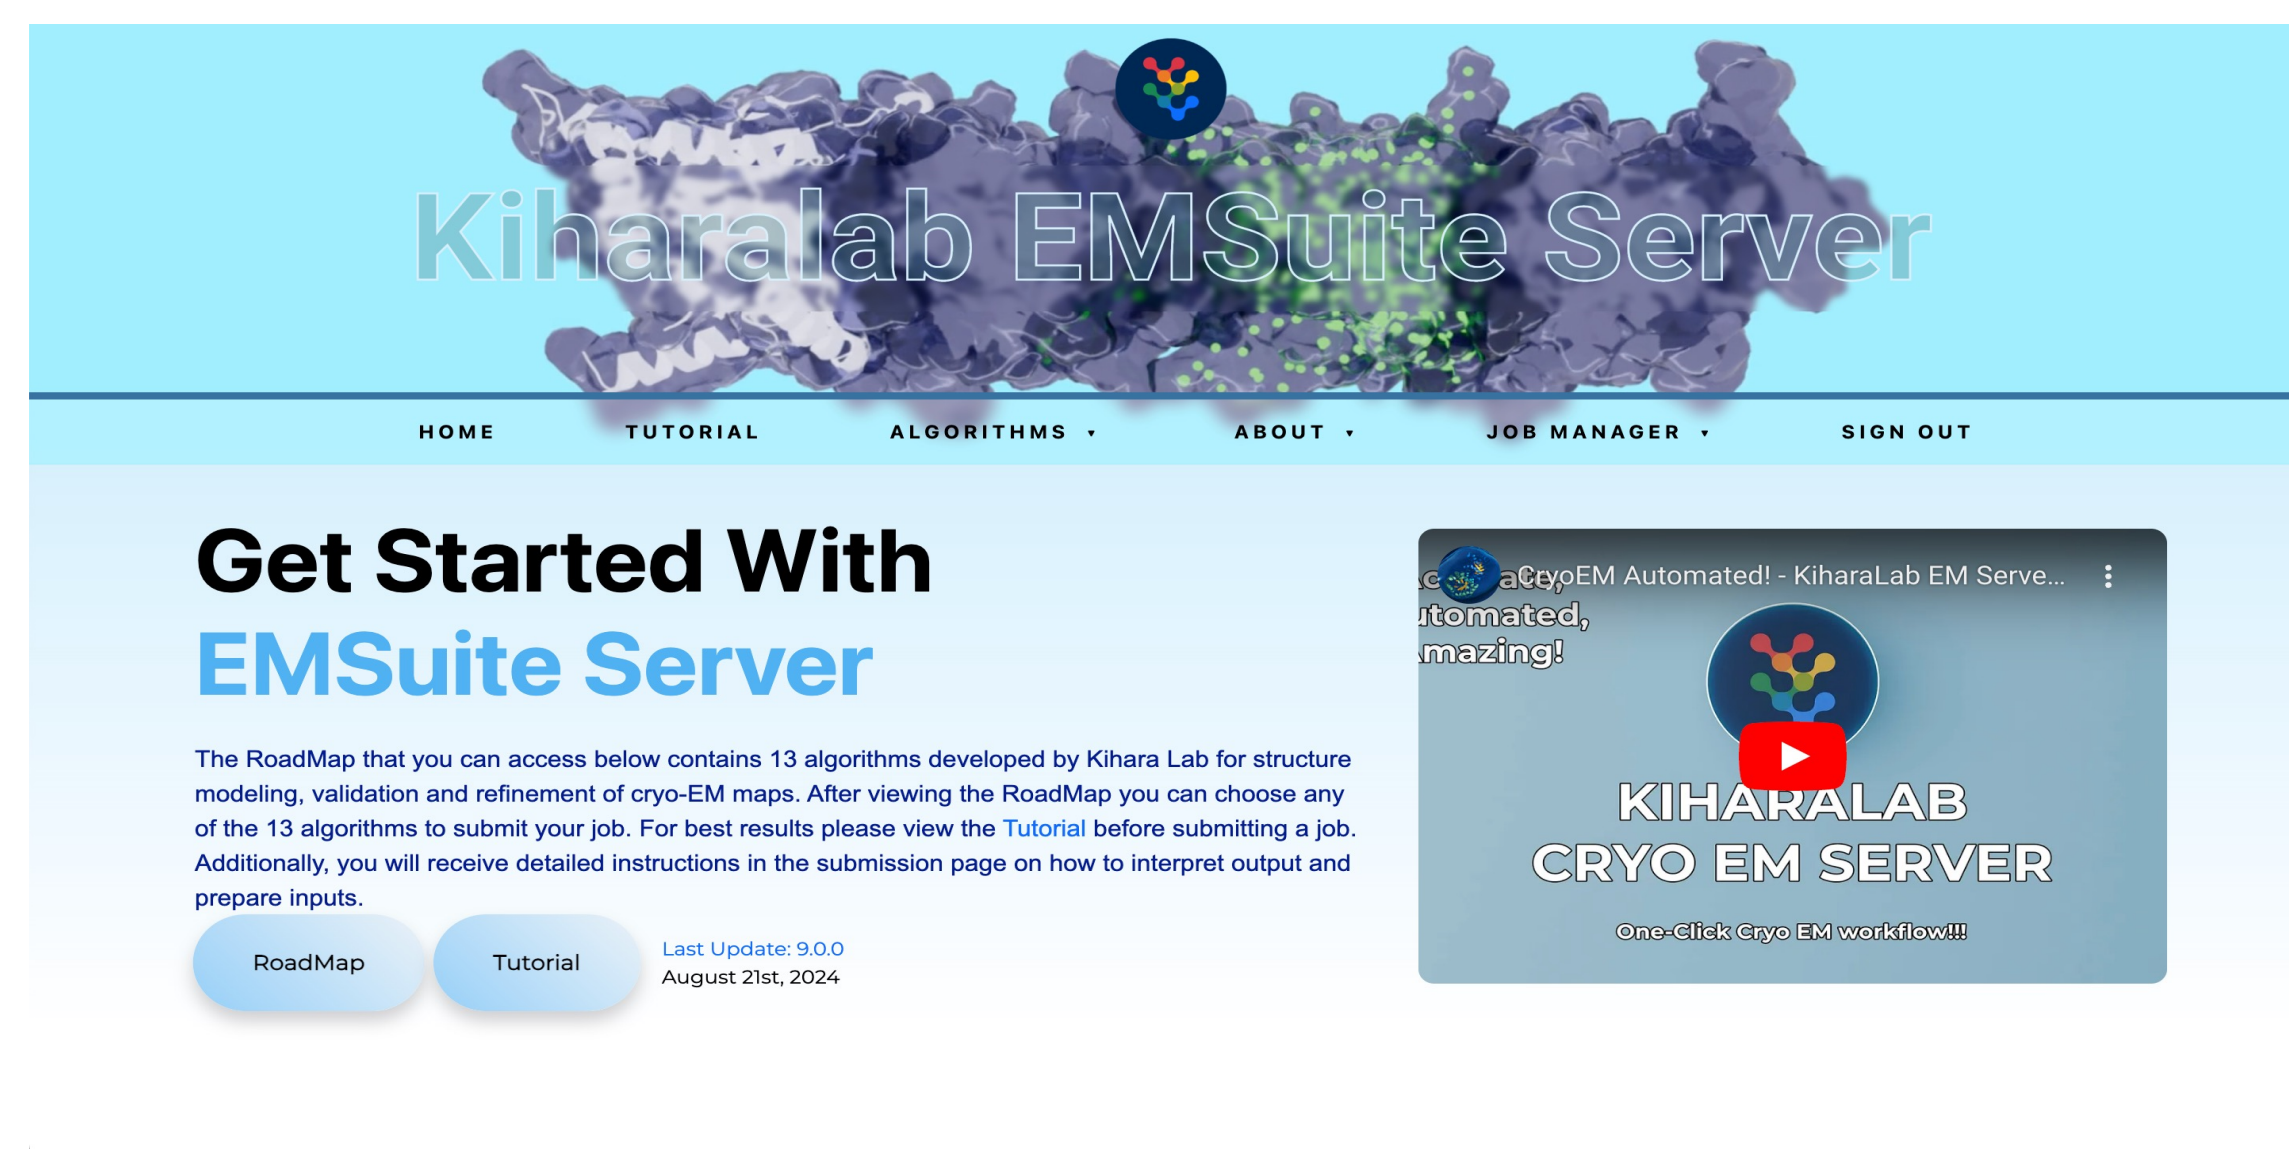 Kiharalab EMSuite Server
HOME TUTORIAL ALGORITHMS ▾ ABOUT ▾ JOB MANAGER ▾ SIGN OUT
Get Started With
EMSuite Server
The RoadMap that you can access below contains 13 algorithms developed by Kihara Lab for structure
modeling, validation and refinement of cryo-EM maps. After viewing the RoadMap you can choose any
of the 13 algorithms to submit your job. For best results please view the Tutorial before submitting a job.
Additionally, you will receive detailed instructions in the submission page on how to interpret output and
prepare inputs.
RoadMap Tutorial
Last Update: 9.0.0
August 21st, 2024
CryoEM Automated! - KiharaLab EM Serve...
utomated,
mazing!
KIHARALAB
CRYO EM SERVER
One-Click Cryo EM workflow!!!